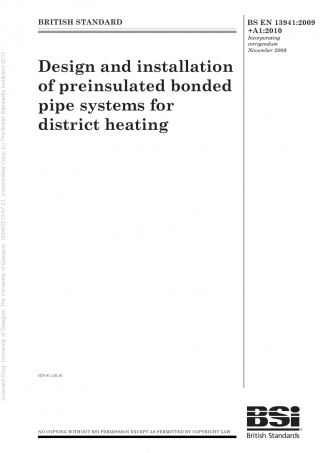 BRITISH STANDARD
BS EN 13941:2009
+A1:2010
Incorporating
corrigendum
November 2009
Design and installation
of preinsulated bonded
pipe systems for
district heating
Licensed Copy: University of Glasgow, The University of Glasgow, 13/09/2013 07:21, Uncontrolled Copy, (c) The British Standards Institution 2013
ICS 91.140.10
NO COPYING WITHOUT BSI PERMISSION EXCEPT AS PERMITTED BY COPYRIGHT LAW
BSi
British Standards